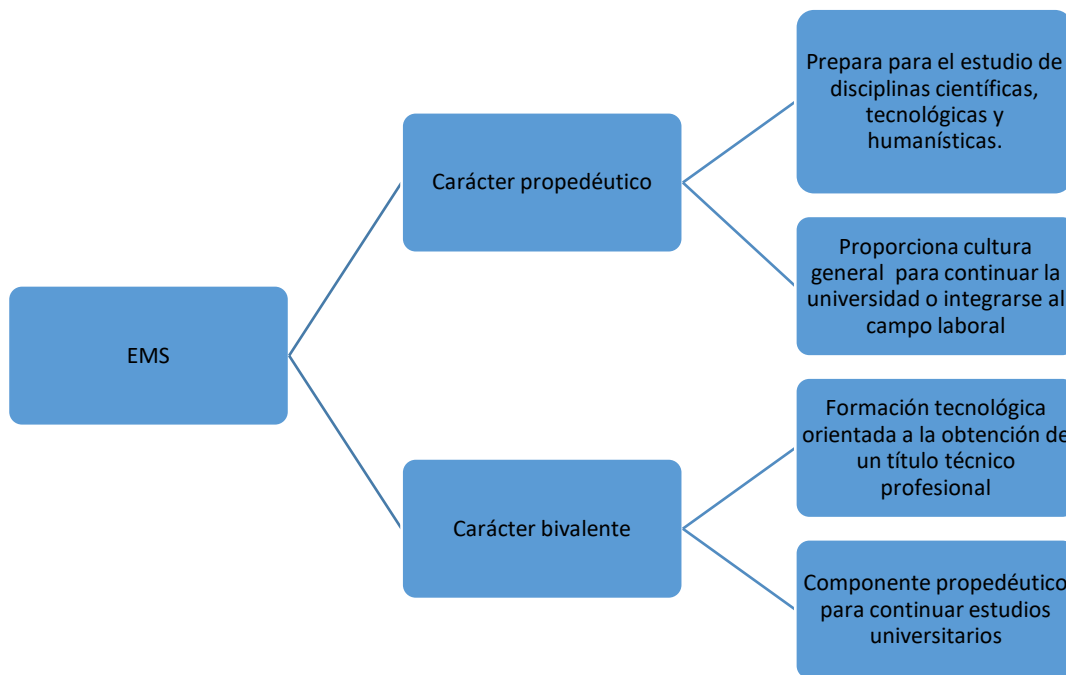 EMS
Carácter propedéutico
Prepara para el estudio de
disciplinas científicas,
tecnológicas y
humanísticas.
Proporciona cultura
general  para continuar la
universidad o integrarse al
campo laboral
Carácter bivalente
Formación tecnológica
orientada a la obtención de
un título técnico
profesional
Componente propedéutico
para continuar estudios
universitarios